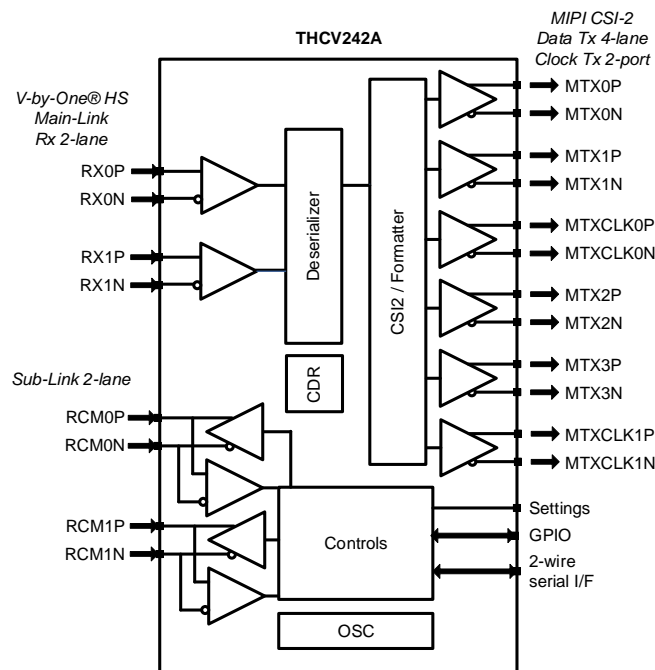 MIPI CSI-2
Data Tx 4-lane
Clock Tx 2-port
THCV242A
V-by-One® HS
Main-Link
Rx 2-lane
RX0P
RX0N
RX1P
RX1N
Deserializer
CDR
CSI2 / Formatter
MTX0P
MTX0N
MTX1P
MTX1N
MTXCLK0P
MTXCLK0N
MTX2P
MTX2N
MTX3P
MTX3N
MTXCLK1P
MTXCLK1N
Sub-Link 2-lane
RCM0P
RCM0N
RCM1P
RCM1N
Controls
OSC
Settings
GPIO
2-wire
serial I/F